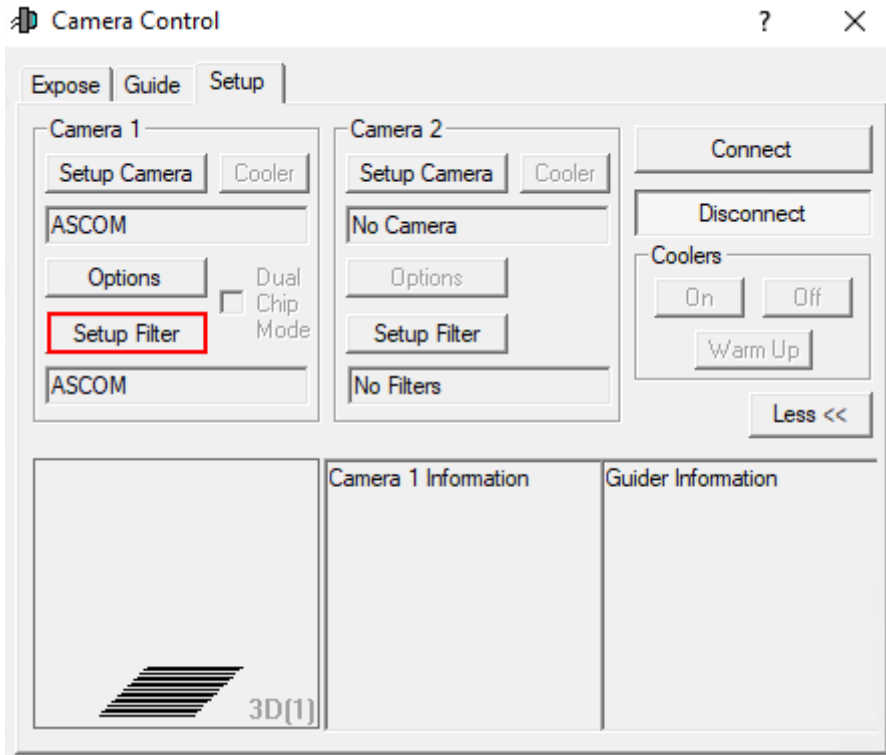 Camera Control
?
Expose
Guide
Setup
Camera 1
Setup Camera
Cooler
ASCOM
Options
Dual
Chip
Mode
Setup Filter
ASCOM
Camera 2
Setup Camera
Cooler
No Camera
Options
Setup Filter
No Filters
Connect
Disconnect
Coolers
On
Off
Warm Up
Less <<
3D(1)
Camera 1 Information
Guider Information